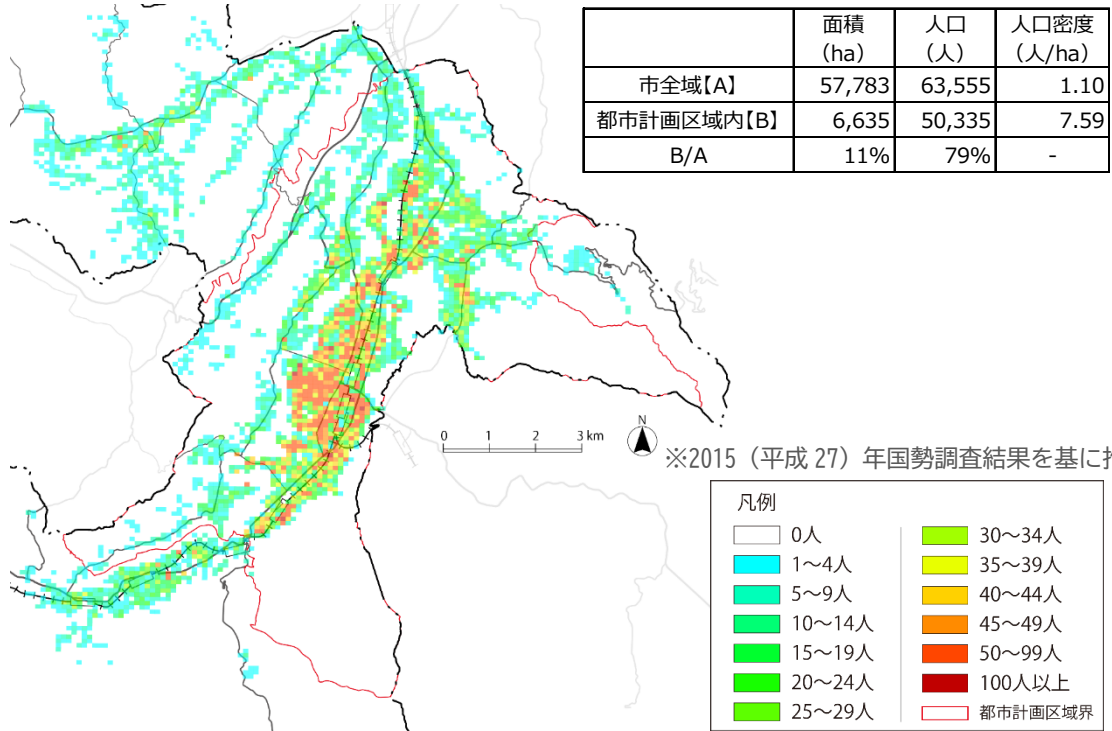 面積 人口 人口密度
(ha) (人) (人/ha)
市全域【A】 57,783 63,555 1.10
都市計画区域内【B】 6,635 50,335 7.59
B/A 11% 79% -
0 1 2 3 km
N
※2015（平成 27）年国勢調査結果を基に
凡例
0人
1～4人
5～9人
10～14人
15～19人
20～24人
25～29人
30～34人
35～39人
40～44人
45～49人
50～99人
100人以上
都市計画区域界